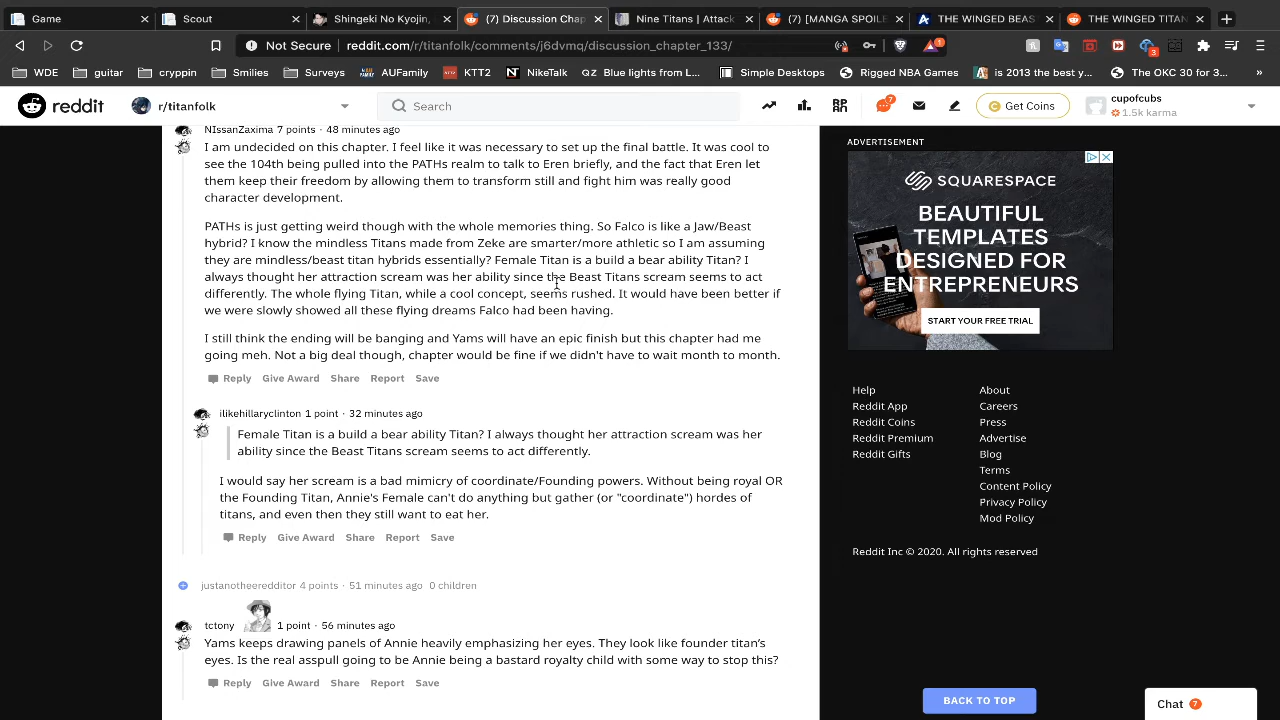 Game
Scout
Shingeki No Kyojin,
(7) Discussion Chap
Nine Titans | Attack
(7) [MANGA SPOILE
THE WINGED BEAS
THE WINGED TITAN
Not Secure
reddit.com/r/titanfolk/comments/j6dvmq/discussion_chapter_133/
WDE
guitar
cryppin
Smilies
Surveys
AUFamily
KTT2
NikeTalk
QZ Blue lights from L...
Simple Desktops
Rigged NBA Games
is 2013 the best y...
The OKC 30 for 3...
reddit
r/titanfolk
Search
7
Get Coins
cupofcubs
1.5k karma
NIssanZaxima 7 points · 48 minutes ago
I am undecided on this chapter. I feel like it was necessary to set up the final battle. It was cool to
see the 104th being pulled into the PATHs realm to talk to Eren briefly, and the fact that Eren let
them keep their freedom by allowing them to transform still and fight him was really good
character development.
PATHS is just getting weird though with the whole memories thing. So Falco is like a Jaw/Beast
hybrid? I know the mindless Titans made from Zeke are smarter/more athletic so I am assuming
they are mindless/beast titan hybrids essentially? Female Titan is a build a bear ability Titan? I
always thought her attraction scream was her ability since the Beast Titans scream seems to act
differently. The whole flying Titan, while a cool concept, seems rushed. It would have been better if
we were slowly showed all these flying dreams Falco had been having.
I still think the ending will be banging and Yams will have an epic finish but this chapter had me
going meh. Not a big deal though, chapter would be fine if we didn't have to wait month to month.
Reply Give Award Share Report Save
ilikehillaryclinton 1 point · 32 minutes ago
Female Titan is a build a bear ability Titan? I always thought her attraction scream was her
ability since the Beast Titans scream seems to act differently.
I would say her scream is a bad mimicry of coordinate/Founding powers. Without being royal OR
the Founding Titan, Annie's Female can't do anything but gather (or "coordinate") hordes of
titans, and even then they still want to eat her.
Reply Give Award Share Report Save
justanotheeredditor 4 points · 51 minutes ago 0 children
tctony 1 point · 56 minutes ago
Yams keeps drawing panels of Annie heavily emphasizing her eyes. They look like founder titan's
eyes. Is the real asspull going to be Annie being a bastard royalty child with some way to stop this?
Reply Give Award Share Report Save
ADVERTISEMENT
SQUARESPACE
BEAUTIFUL
TEMPLATES
DESIGNED FOR
ENTREPRENEURS
START YOUR FREE TRIAL
Help
Reddit App
Reddit Coins
Reddit Premium
Reddit Gifts
About
Careers
Press
Advertise
Blog
Terms
Content Policy
Privacy Policy
Mod Policy
Reddit Inc © 2020. All rights reserved
BACK TO TOP
Chat 7